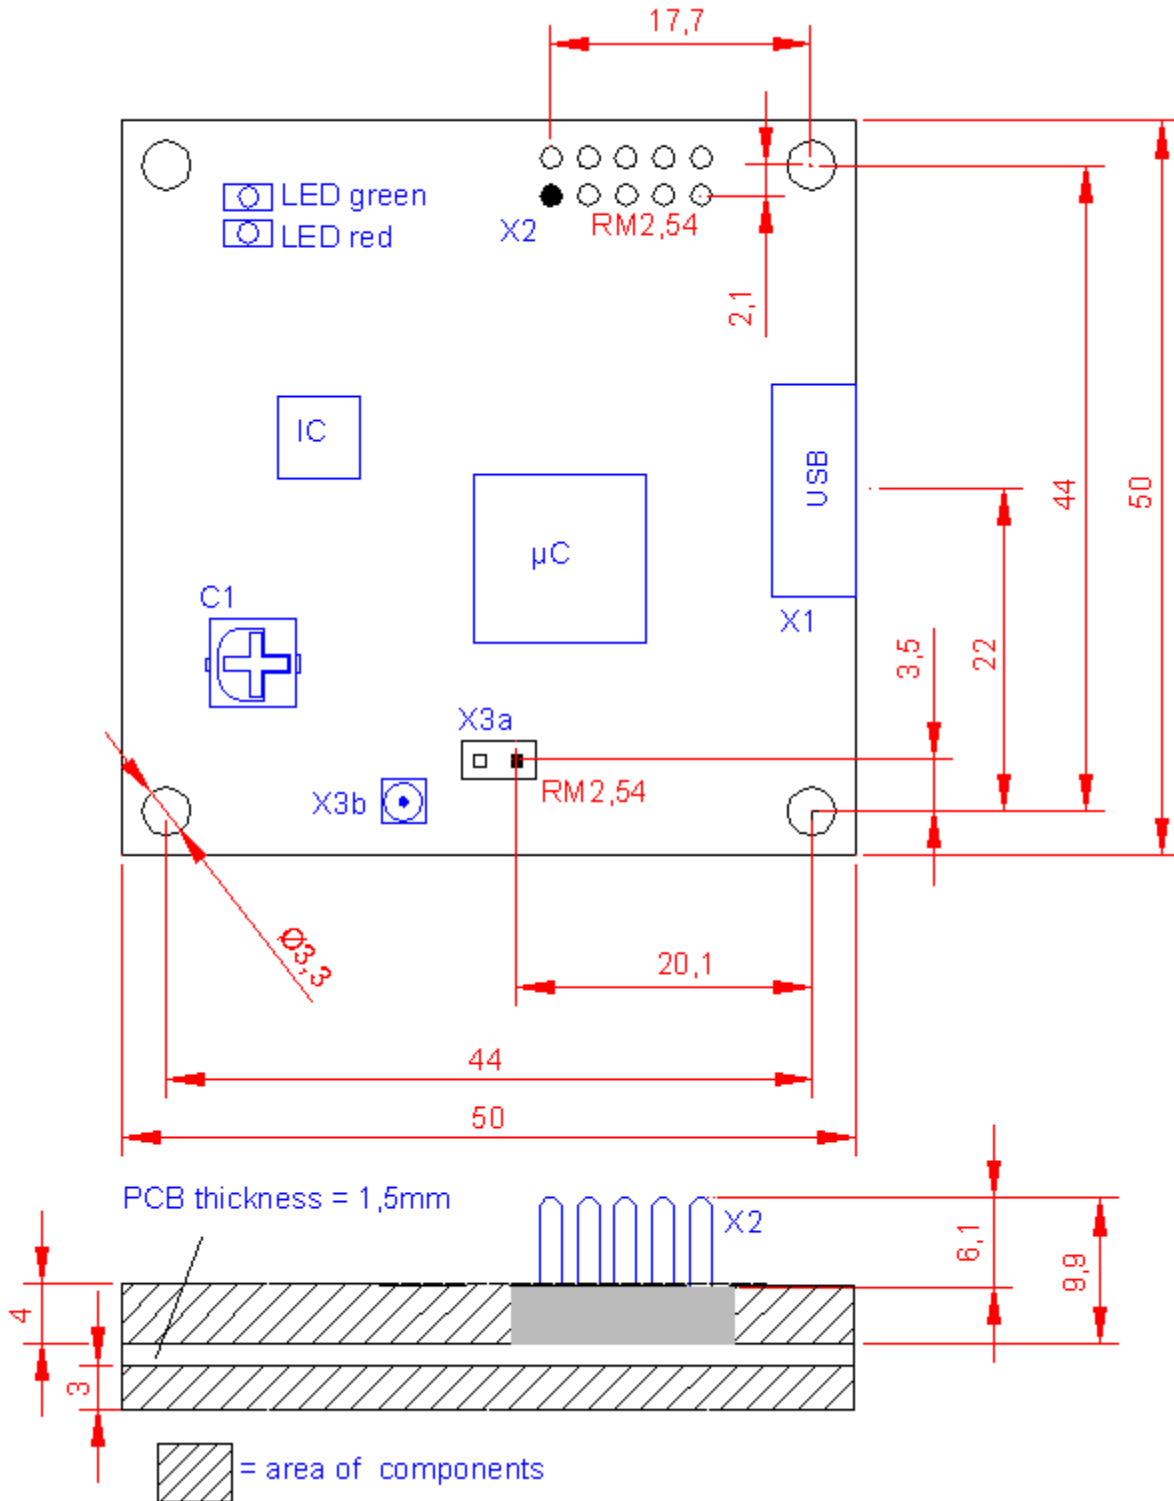 17,7
LED green
LED red
X2
RM2,54
2,1
IC
USB
44
50
µC
C1
X1
3,5
22
X3a
X3b
RM2,54
Ø3,3
20,1
44
50
PCB thickness = 1,5mm
X2
6,1
9,9
4
3
= area of components